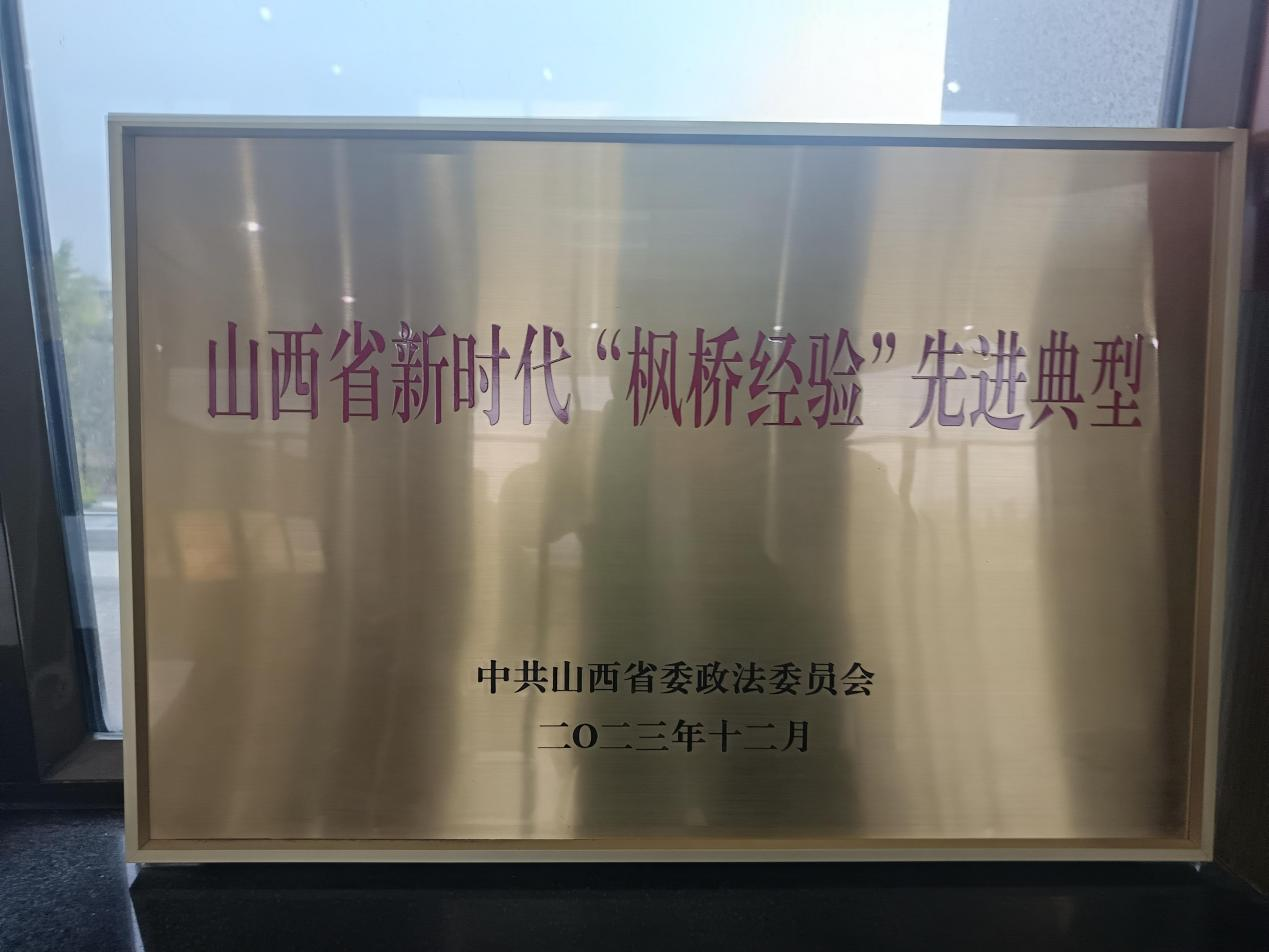 山西省新时代“枫桥经验”先进典型
中共山西省委政法委员会
二〇二三年十二月